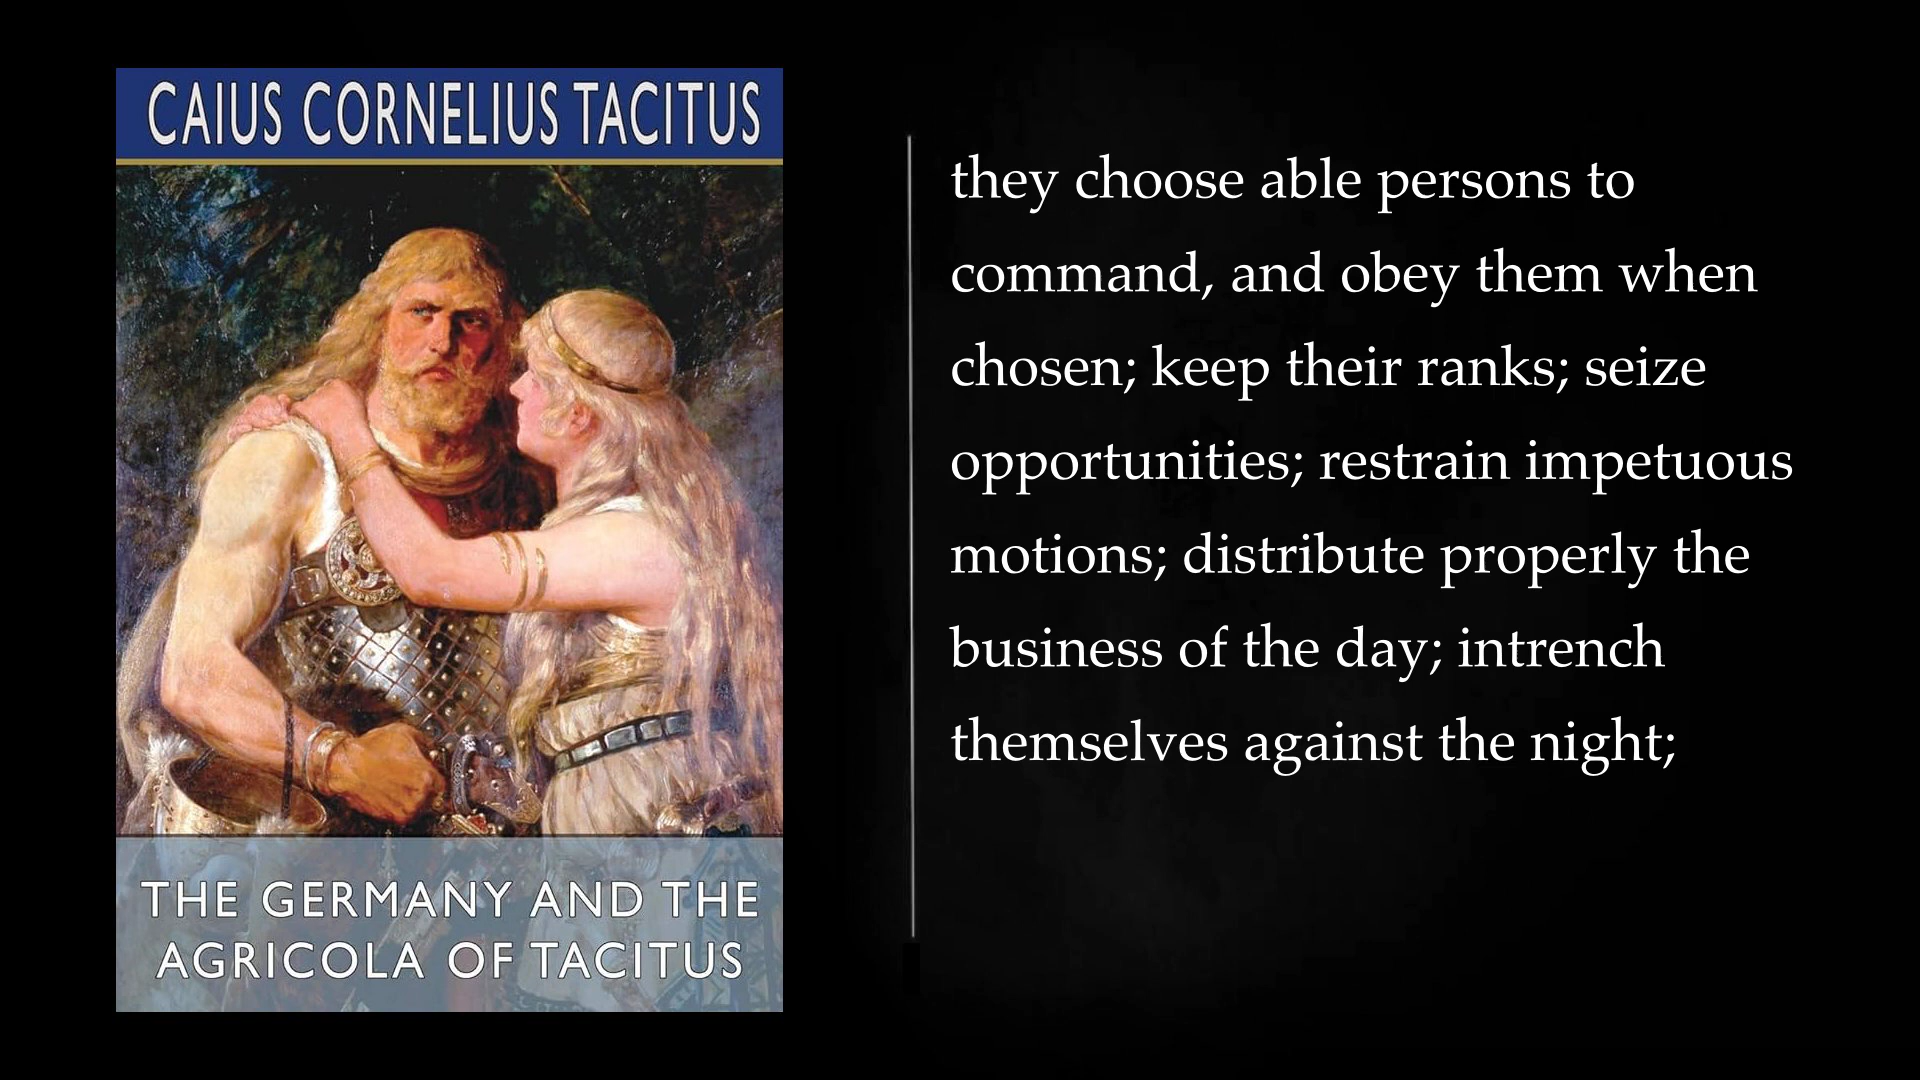 CAIUS CORNELIUS TACITUS
THE GERMANY AND THE
AGRICOLA OF TACITUS
they choose able persons to
command, and obey them when
chosen; keep their ranks; seize
opportunities; restrain impetuous
motions; distribute properly the
business of the day; intrench
themselves against the night;